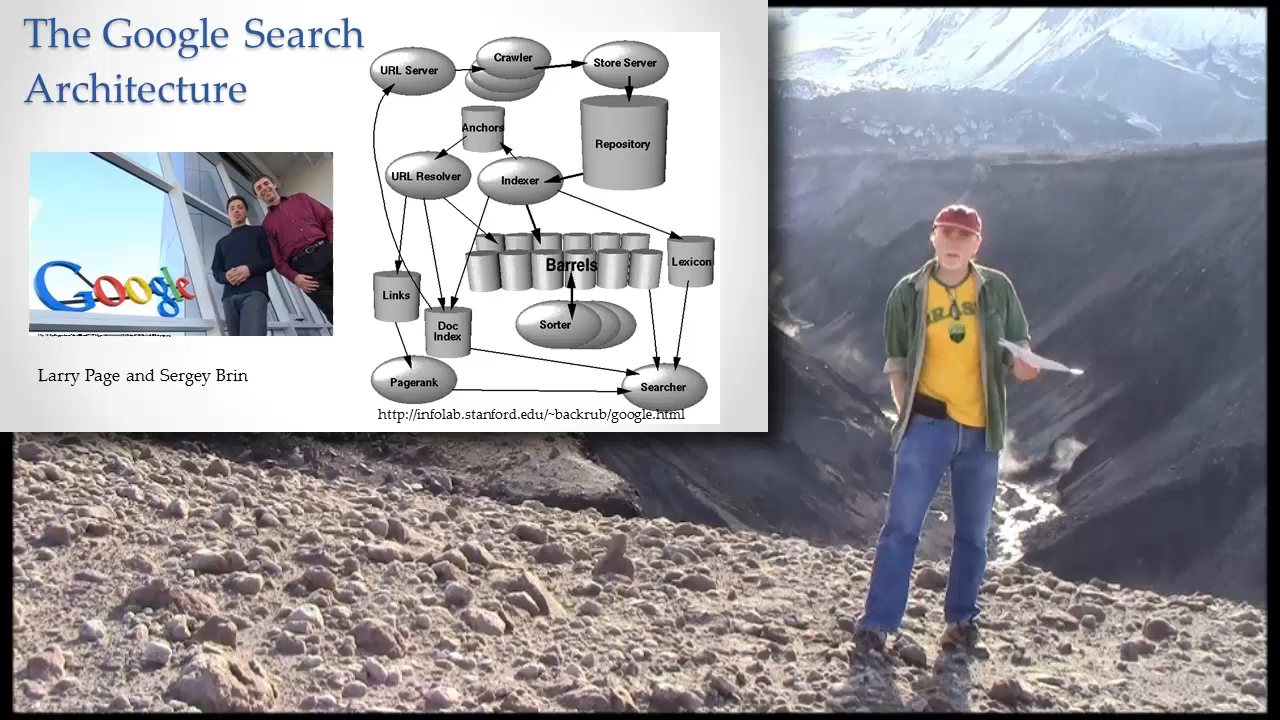 The Google Search
Architecture
Google
Larry Page and Sergey Brin
URL Server
Crawler
Store Server
Anchors
Repository
URL Resolver
Indexer
Barrels
Lexicon
Links
Doc
Index
Sorter
Pagerank
Searcher
http://infolab.stanford.edu/~backrub/google.html